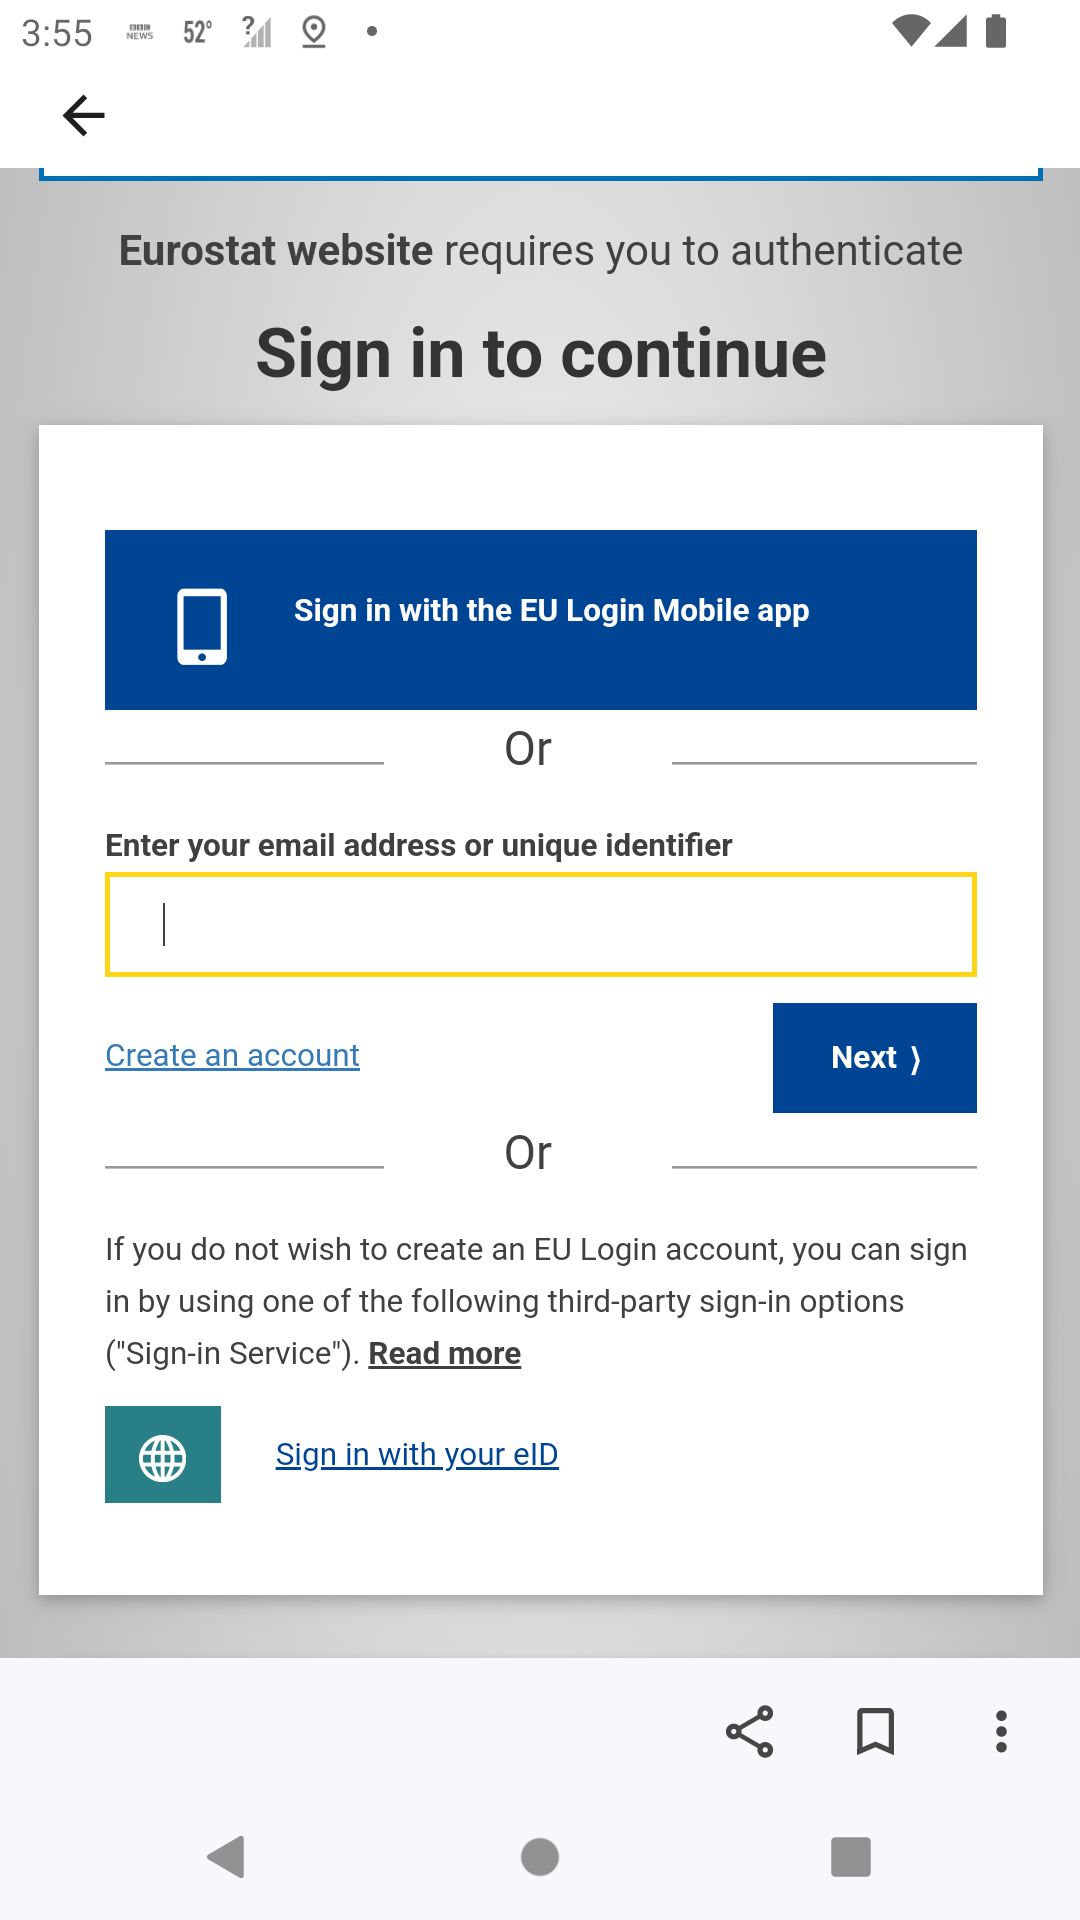 3:55 BBC NEWS 52° ?
Eurostat website requires you to authenticate
Sign in to continue
Sign in with the EU Login Mobile app
Or
Enter your email address or unique identifier
Create an account
Next ⟩
Or
If you do not wish to create an EU Login account, you can sign
in by using one of the following third-party sign-in options
("Sign-in Service"). Read more
Sign in with your eID